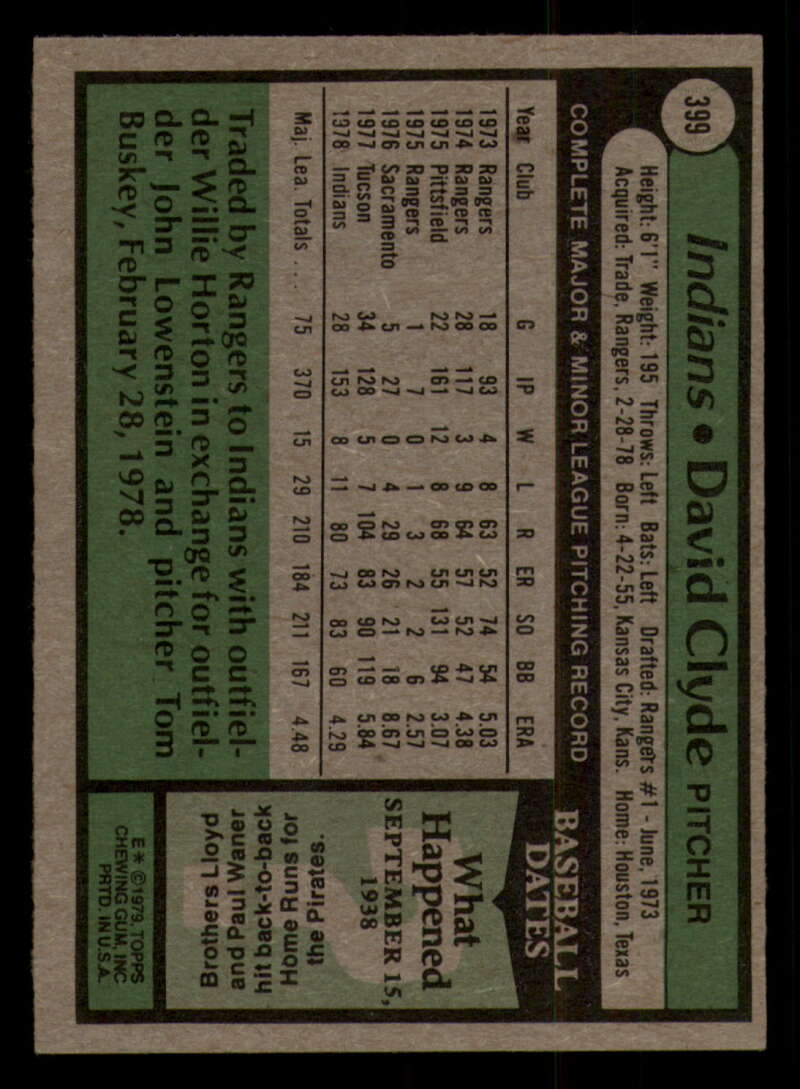 399
Indians • David Clyde PITCHER
Height: 6'1" Weight: 195 Throws: Left Bats: Left Drafted: Rangers #1 - June, 1973
Acquired: Trade, Rangers, 2-28-78 Born: 4-22-55, Kansas City, Kans. Home: Houston, Texas
COMPLETE MAJOR & MINOR LEAGUE PITCHING RECORD
Year Club G IP W L R ER SO BB ERA
1973 Rangers 18 93 4 8 63 52 74 54 5.03
1974 Rangers 28 117 3 9 64 57 52 47 4.38
1975 Pittsfield 22 161 12 8 68 55 131 94 3.07
1975 Rangers 1 7 0 1 3 2 2 6 2.57
1976 Sacramento 5 27 0 4 29 26 21 18 8.67
1977 Tucson 34 128 5 7 104 83 90 119 5.84
1978 Indians 28 153 8 11 80 73 83 60 4.29
Maj. Lea. Totals . . . 75 370 15 29 210 184 211 167 4.48
Traded by Rangers to Indians with outfiel-
der Willie Horton in exchange for outfiel-
der John Lowenstein and pitcher Tom
Buskey, February 28, 1978.
BASEBALL
DATES
What
Happened
SEPTEMBER 15,
1938
Brothers Lloyd
and Paul Waner
hit back-to-back
Home Runs for
the Pirates.
E* ©1979, TOPPS
CHEWING GUM, INC
PRTD. IN U.S.A.